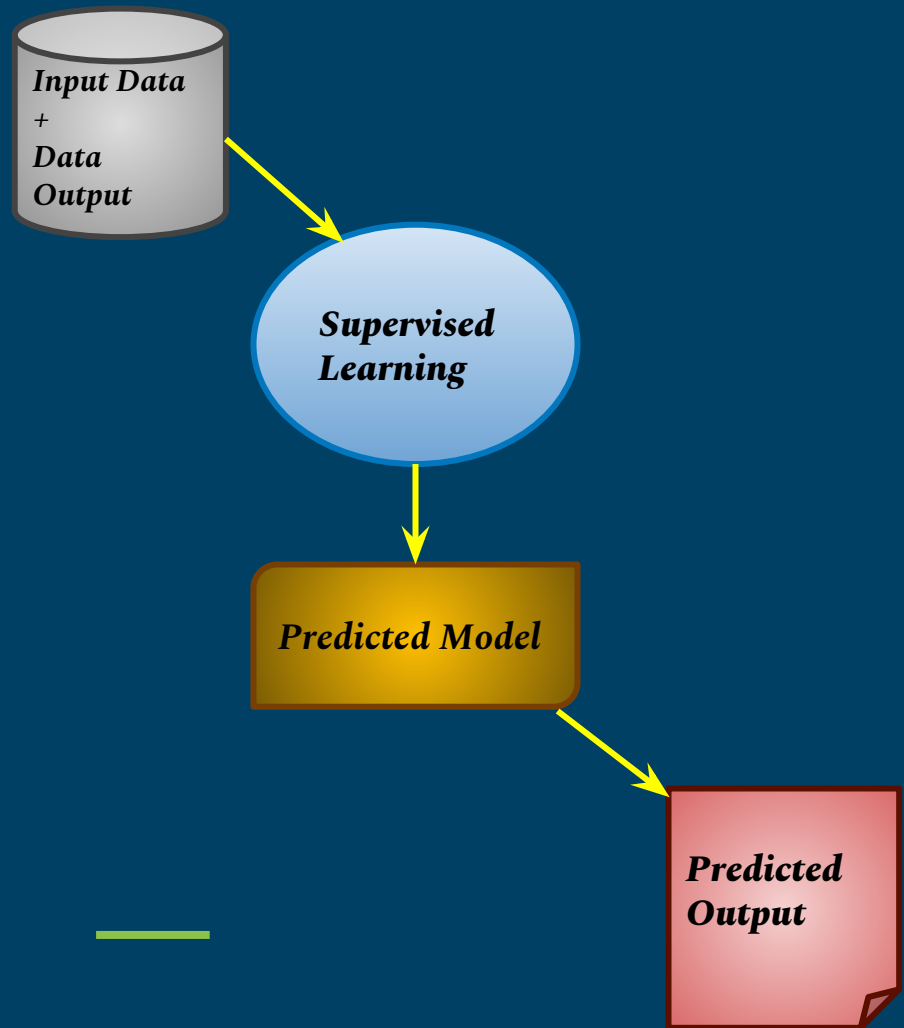 Input Data
+
Data
Output
Supervised
Learning
Predicted Model
Predicted
Output